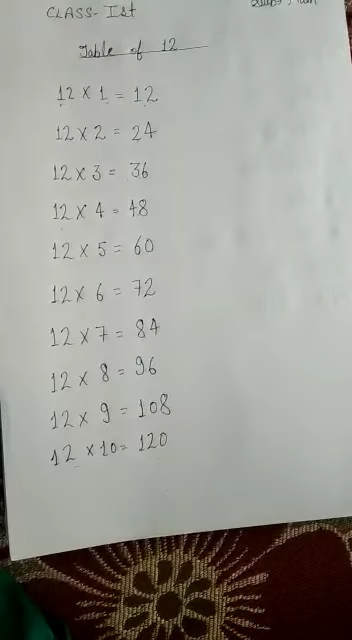 CLASS- Ist
Table of 12
12 × 1 = 12
12 × 2 = 24
12 × 3 = 36
12 × 4 = 48
12 × 5 = 60
12 × 6 = 72
12 × 7 = 84
12 × 8 = 96
12 × 9 = 108
12 × 10 = 120